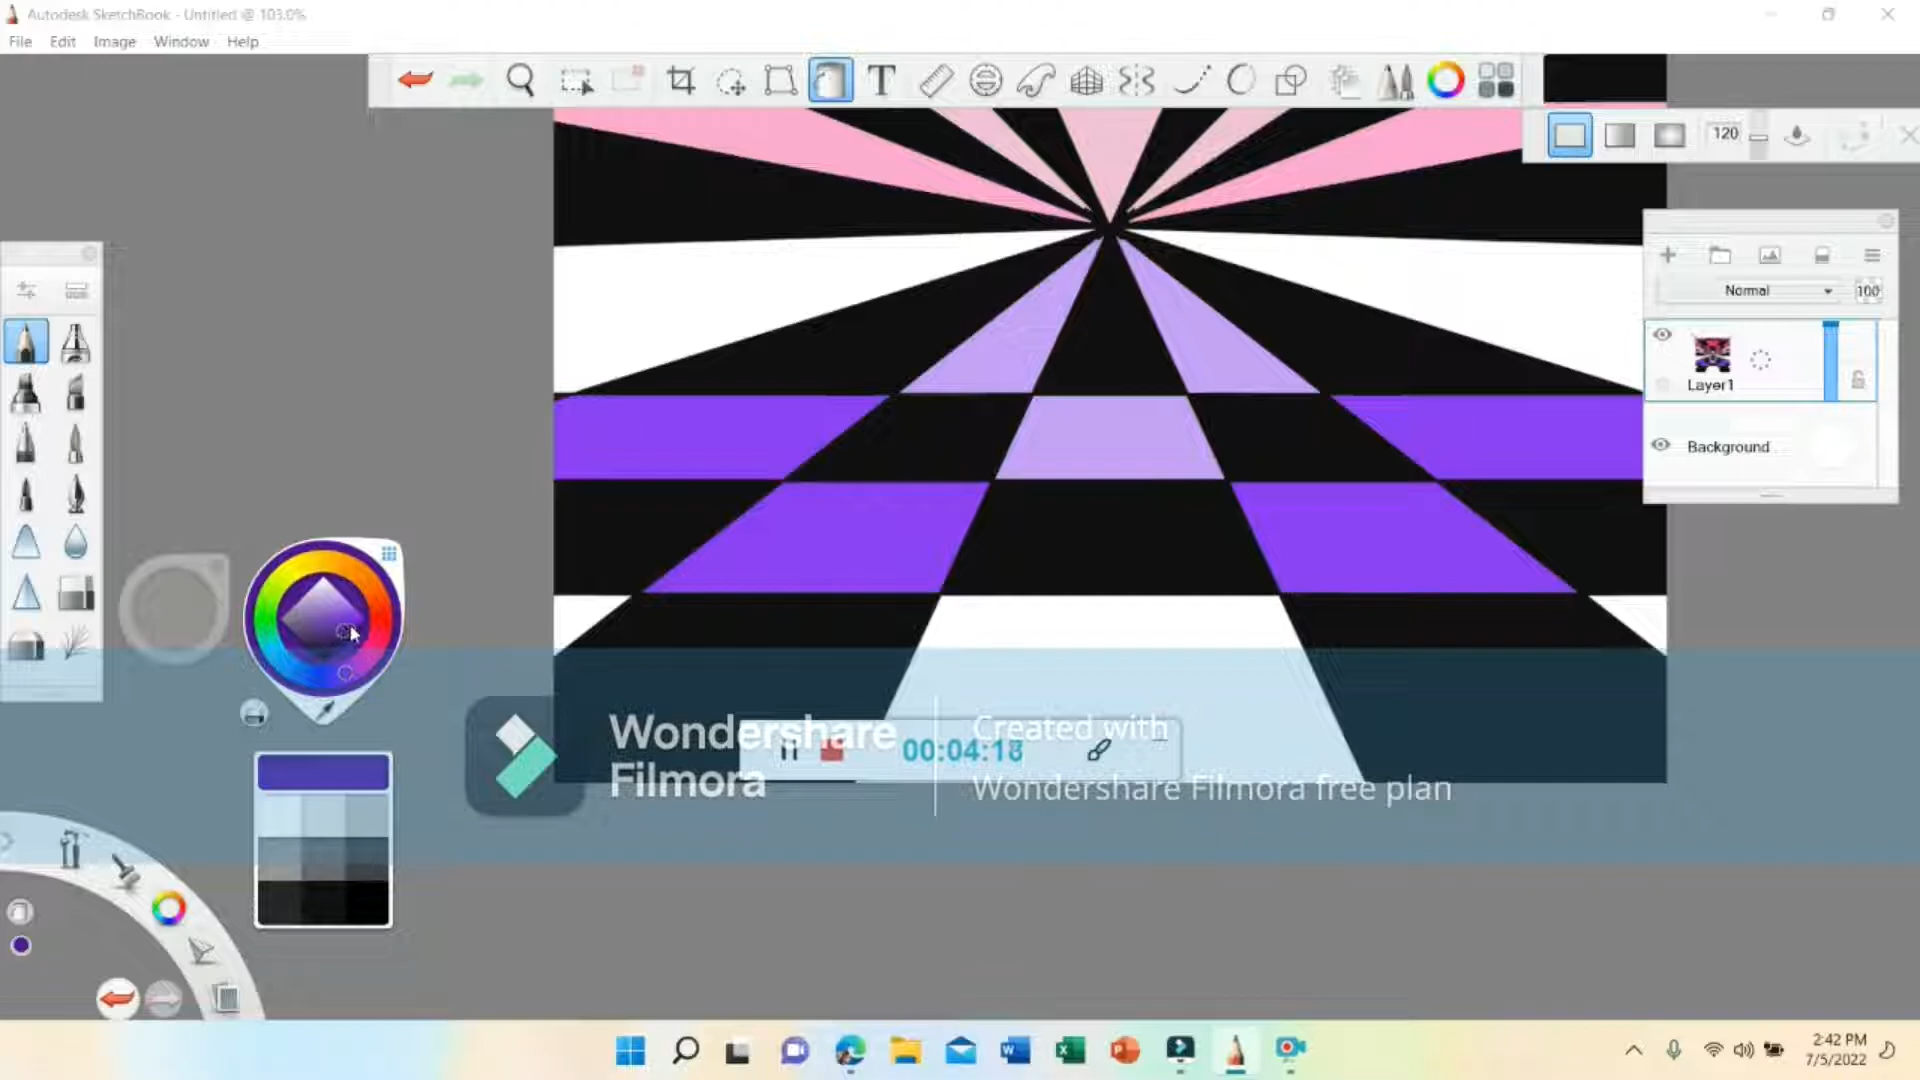 Autodesk SketchBook - Untitled @ 103.0%
File Edit Image Window Help
T
120
Normal 100
Layer1
Background
Wondershare
Filmora
00:04:18
Created with
Wondershare Filmora free plan
2:42 PM
7/5/2022